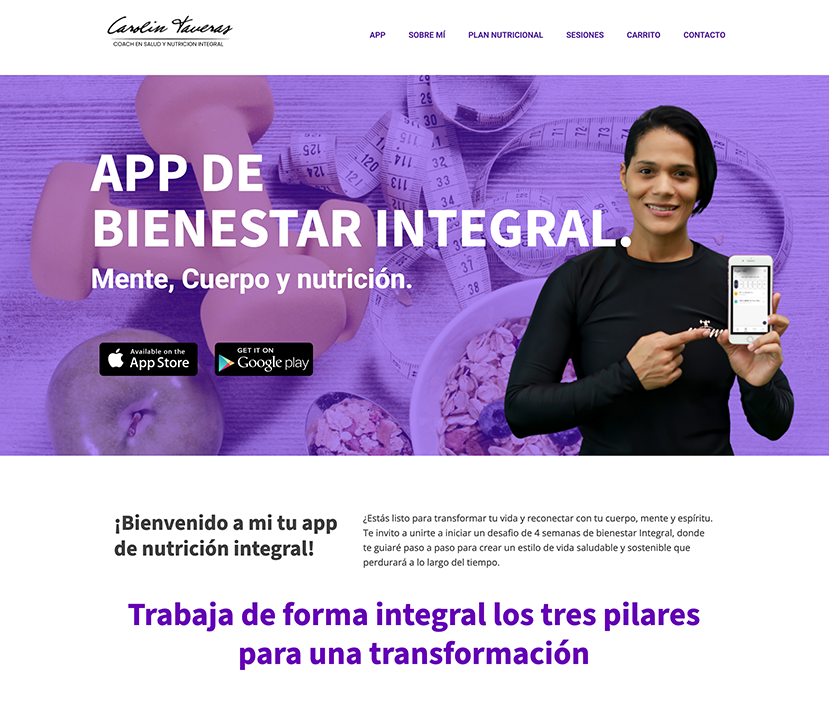 Carolin Taveras
COACH EN SALUD Y NUTRICION INTEGRAL
APP SOBRE MÍ PLAN NUTRICIONAL SESIONES CARRITO CONTACTO
APP DE
BIENESTAR INTEGRAL.
Mente, Cuerpo y nutrición.
Available on the
App Store
GET IT ON
Google play
¡Bienvenido a mi tu app
de nutrición integral!
¿Estás listo para transformar tu vida y reconectar con tu cuerpo, mente y espíritu.
Te invito a unirte a iniciar un desafio de 4 semanas de bienestar Integral, donde
te guiaré paso a paso para crear un estilo de vida saludable y sostenible que
perdurará a lo largo del tiempo.
Trabaja de forma integral los tres pilares
para una transformación